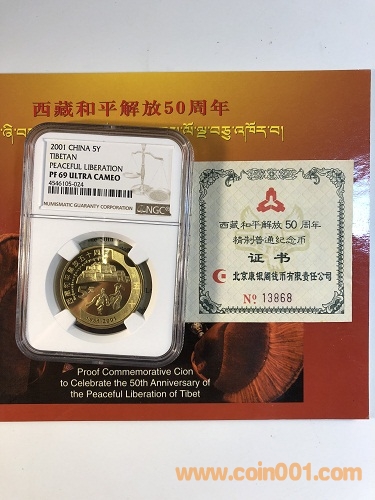 西藏和平解放50周年
2001 CHINA 5Y
TIBETAN
PEACEFUL LIBERATION
PF 69 ULTRA CAMEO
4546105-024
NUMISMATIC GUARANTY CORPORATION
NGC
西藏和平解放 50 周年
精制普通纪念币
证书
北京康银阁钱币有限责任公司
№ 13868
1951-2001
Proof Commemorative Cion
to Celebrate the 50th Anniversary of
the Peaceful Liberation of Tibet
www.coin001.com